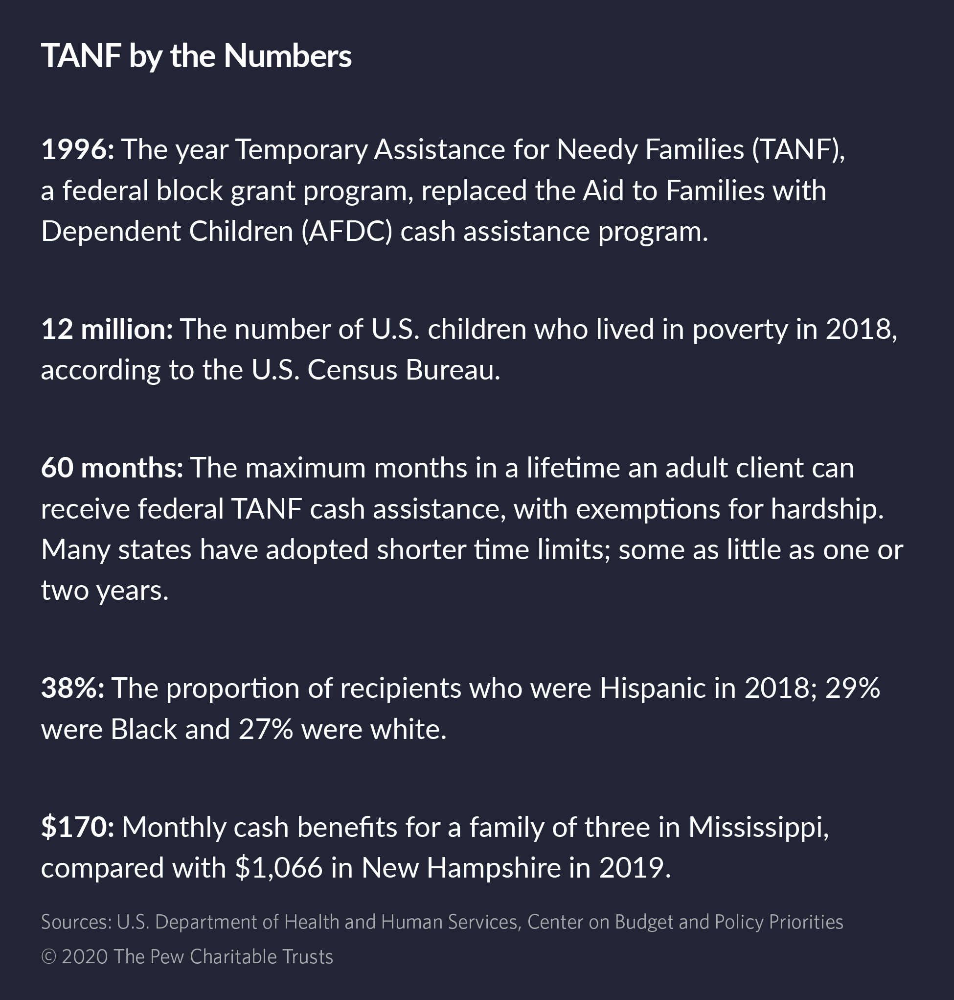 TANF by the Numbers
1996: The year Temporary Assistance for Needy Families (TANF),
a federal block grant program, replaced the Aid to Families with
Dependent Children (AFDC) cash assistance program.
12 million: The number of U.S. children who lived in poverty in 2018,
according to the U.S. Census Bureau.
60 months: The maximum months in a lifetime an adult client can
receive federal TANF cash assistance, with exemptions for hardship.
Many states have adopted shorter time limits; some as little as one or
two years.
38%: The proportion of recipients who were Hispanic in 2018; 29%
were Black and 27% were white.
$170: Monthly cash benefits for a family of three in Mississippi,
compared with $1,066 in New Hampshire in 2019.
Sources: U.S. Department of Health and Human Services, Center on Budget and Policy Priorities
© 2020 The Pew Charitable Trusts